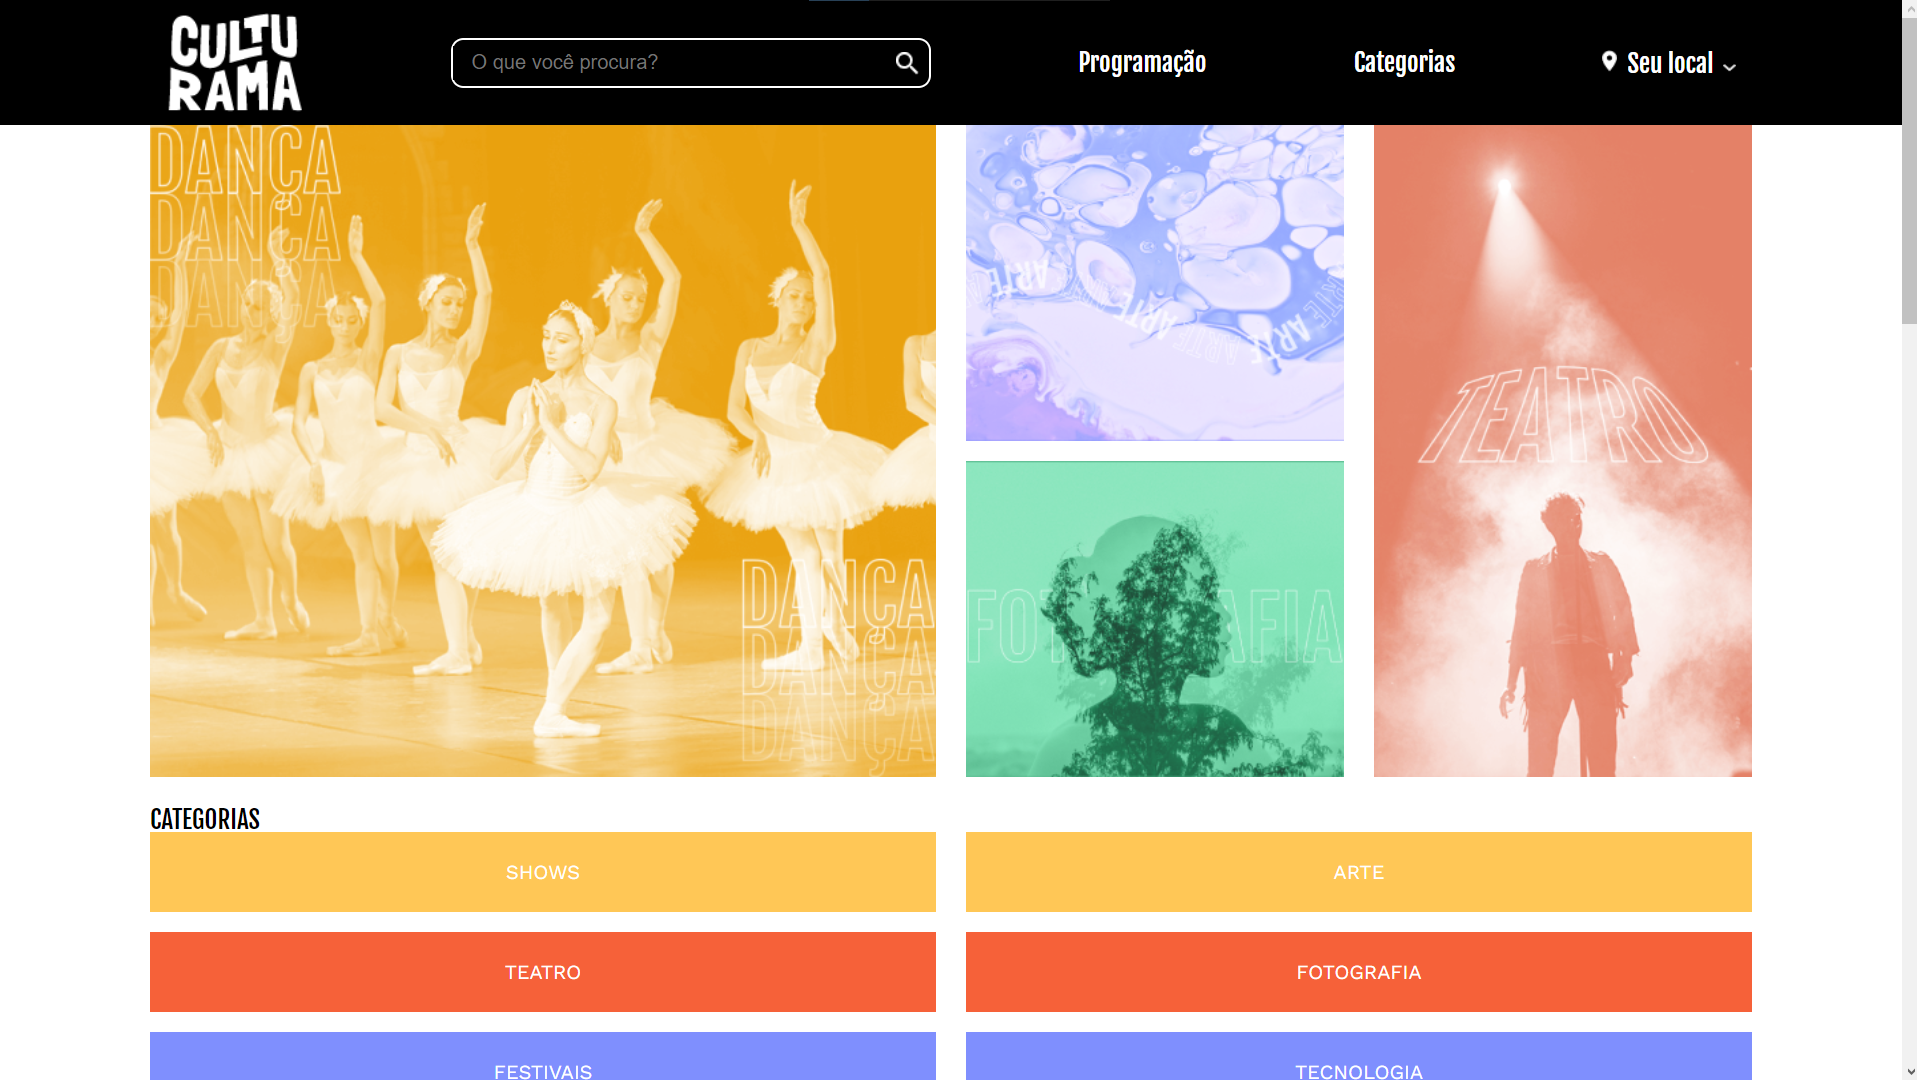 CULTU
RAMA
O que você procura?
Programação
Categorias
Seu local
DANÇA
DANÇA
DANÇA
ARTE ARTE ARTE ARTE ARTE ARTE
TEATRO
FOTOGRAFIA
DANÇA
DANÇA
DANÇA
CATEGORIAS
SHOWS
ARTE
TEATRO
FOTOGRAFIA
FESTIVAIS
TECNOLOGIA